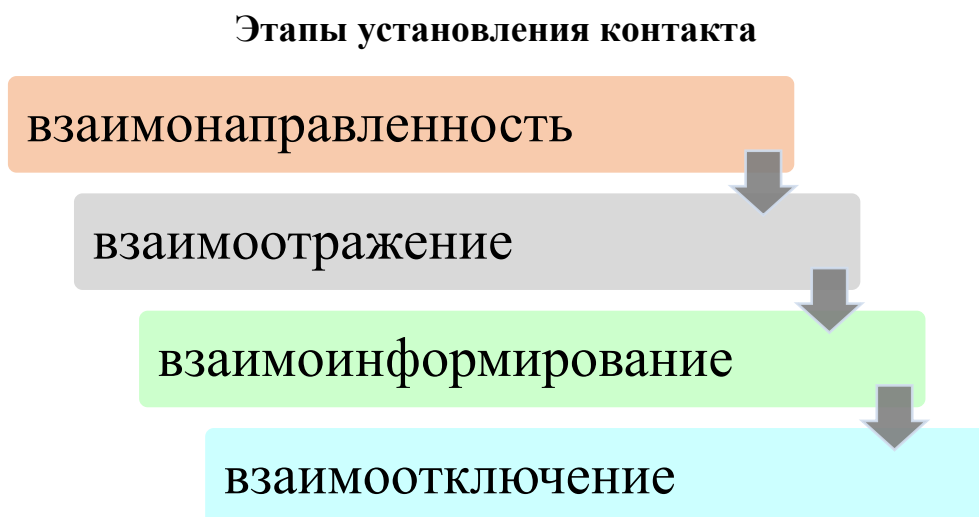 Этапы установления контакта
взаимонаправленность
взаимоотражение
взаимоинформирование
взаимоотключение